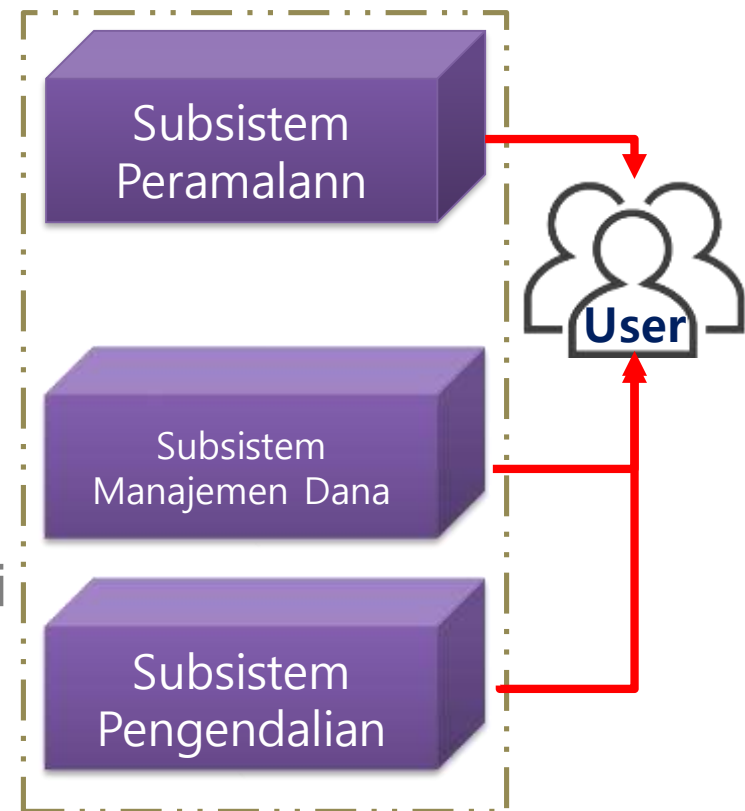 Subsistem
Peramalann
User
Subsistem
Manajemen Dana
i
Subsistem
Pengendalian